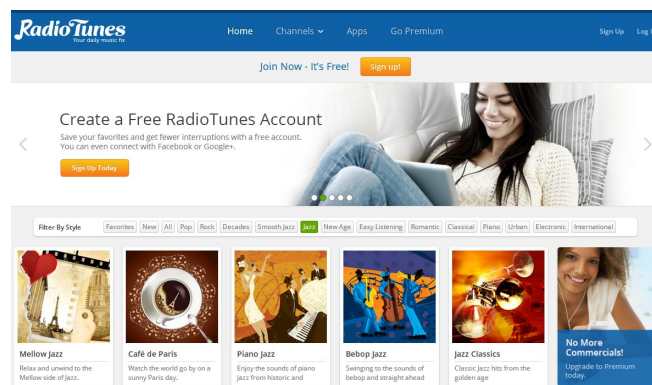 RadioTunes
Your daily music fix
Home Channels Apps Go Premium
Sign Up Log
Join Now - It's Free! Sign up!
Create a Free RadioTunes Account
Save your favorites and get fewer interruptions with a free account.
You can even connect with Facebook or Google+.
Sign Up Today
Filter By Style Favorites New All Pop Rock Decades Smooth Jazz Jazz New Age Easy Listening Romantic Classical Piano Urban Electronic International
Mellow Jazz
Relax and unwind to the
Mellow side of Jazz.
Café de Paris
Watch the world go by on a
sunny Paris day.
Piano Jazz
Enjoy the sounds of piano
jazz from historic and
Bebop Jazz
Swinging to the sounds of
bebop and straight ahead
Jazz Classics
Classic Jazz hits from the
golden age
No More
Commercials!
Upgrade to Premium
today.